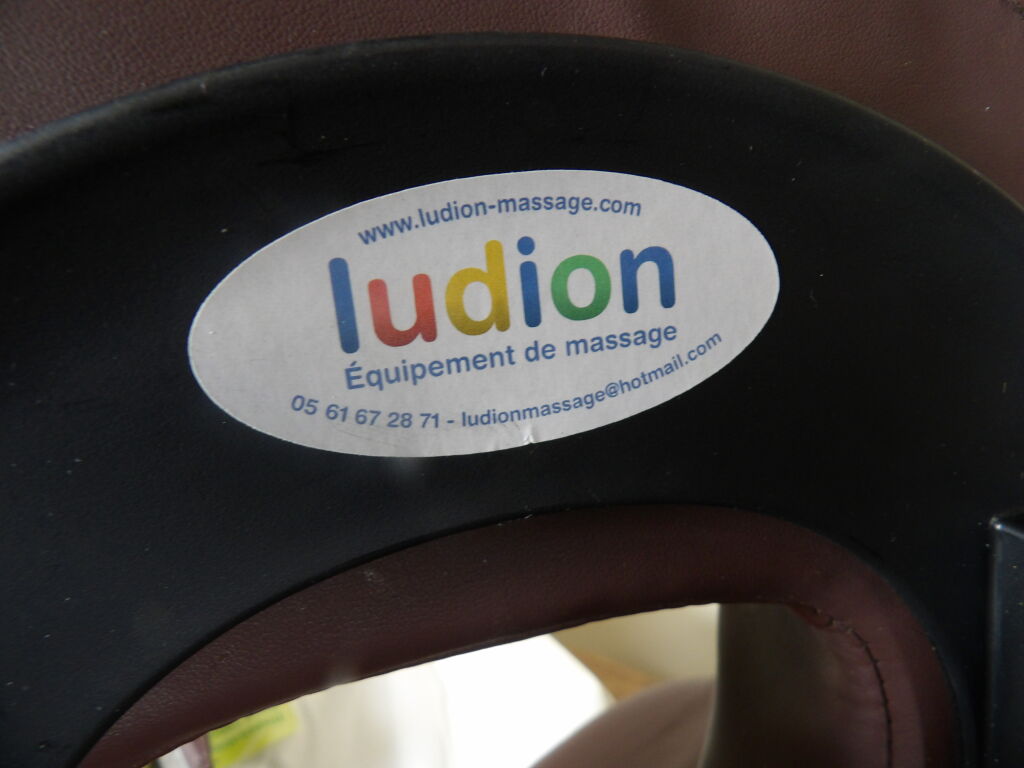 www.ludion-massage.com
ludion
Équipement de massage
05 61 67 28 71 - ludionmassage@hotmail.com